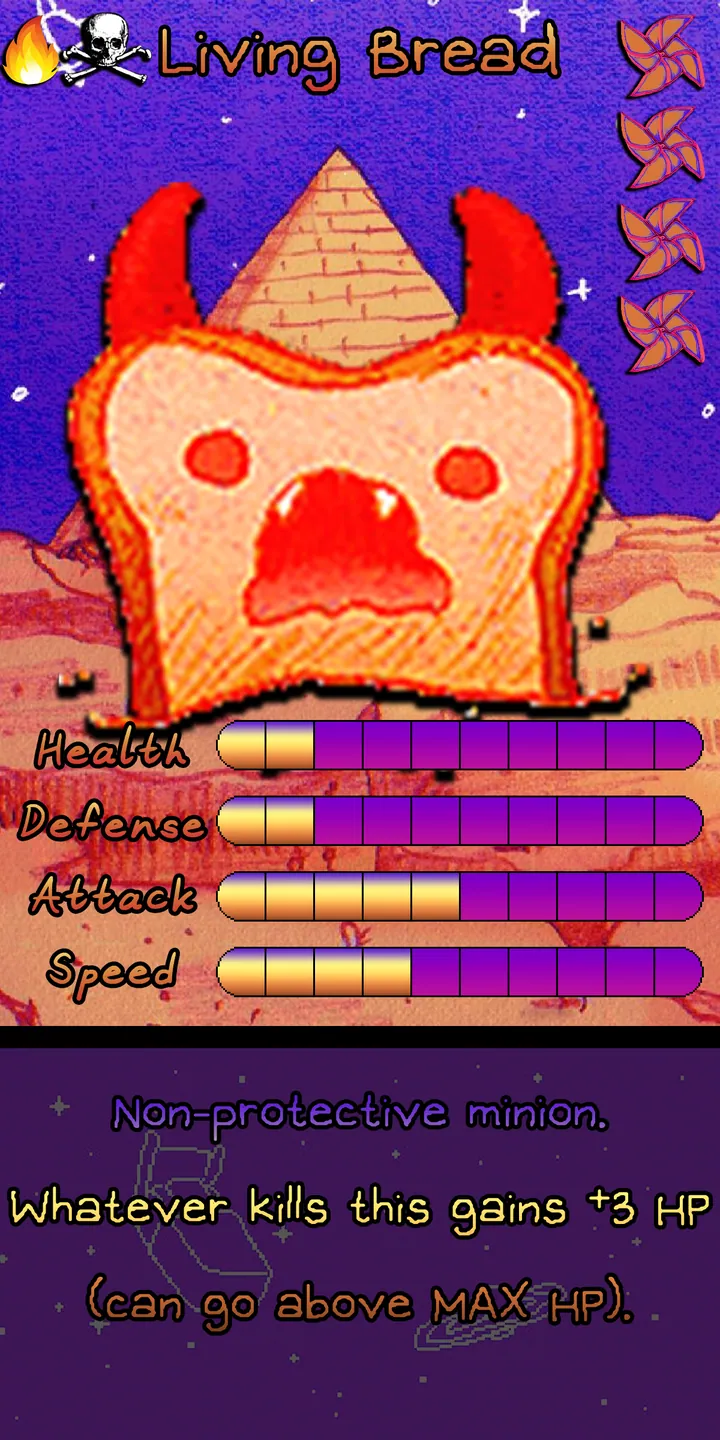 Living Bread
Health
Defense
Attack
Speed
Non-protective minion.
Whatever kills this gains +3 HP
(can go above MAX HP).